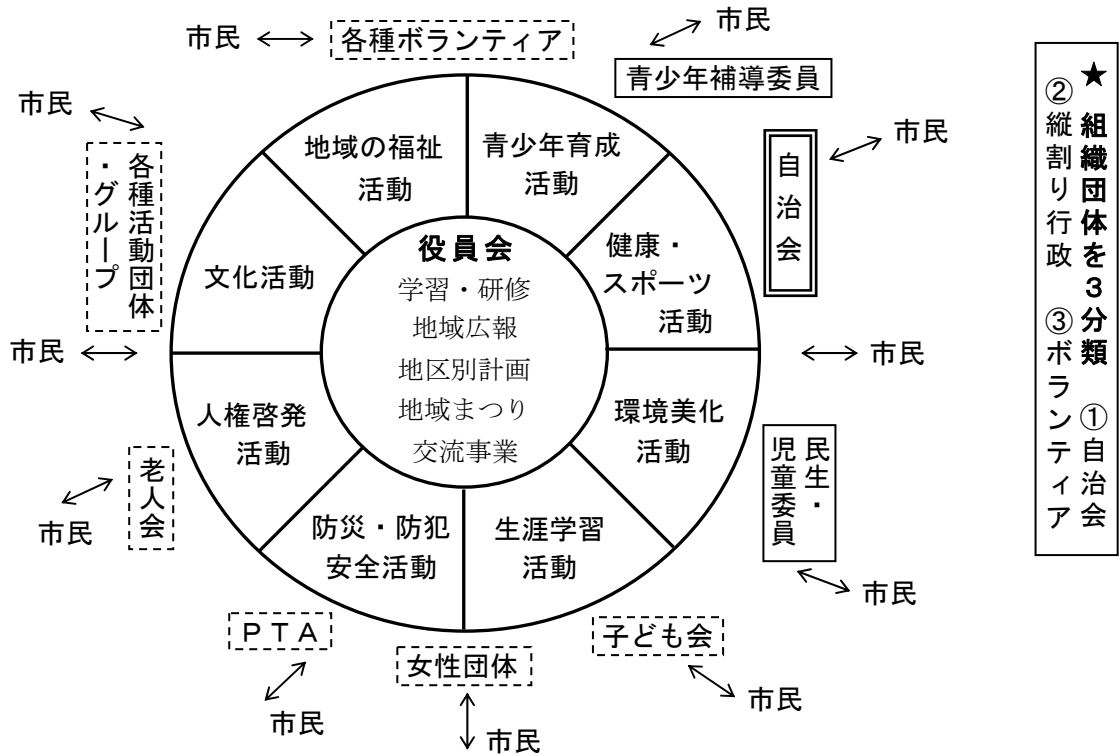 市民
各種ボランティア
市民
青少年補導委員
市民
各種活動団体
・グループ
市民
自治会
地域の福祉
活動
青少年育成
活動
文化活動
健康・
スポーツ
活動
役員会
学習・研修
地域広報
地区別計画
地域まつり
交流事業
市民
市民
人権啓発
活動
環境美化
活動
防災・防犯
安全活動
生涯学習
活動
老人会
市民
民生・
児童委員
市民
PTA
市民
女性団体
市民
子ども会
市民
★ 組織団体を3分類 ①自治会
②縦割り行政 ③ボランティア